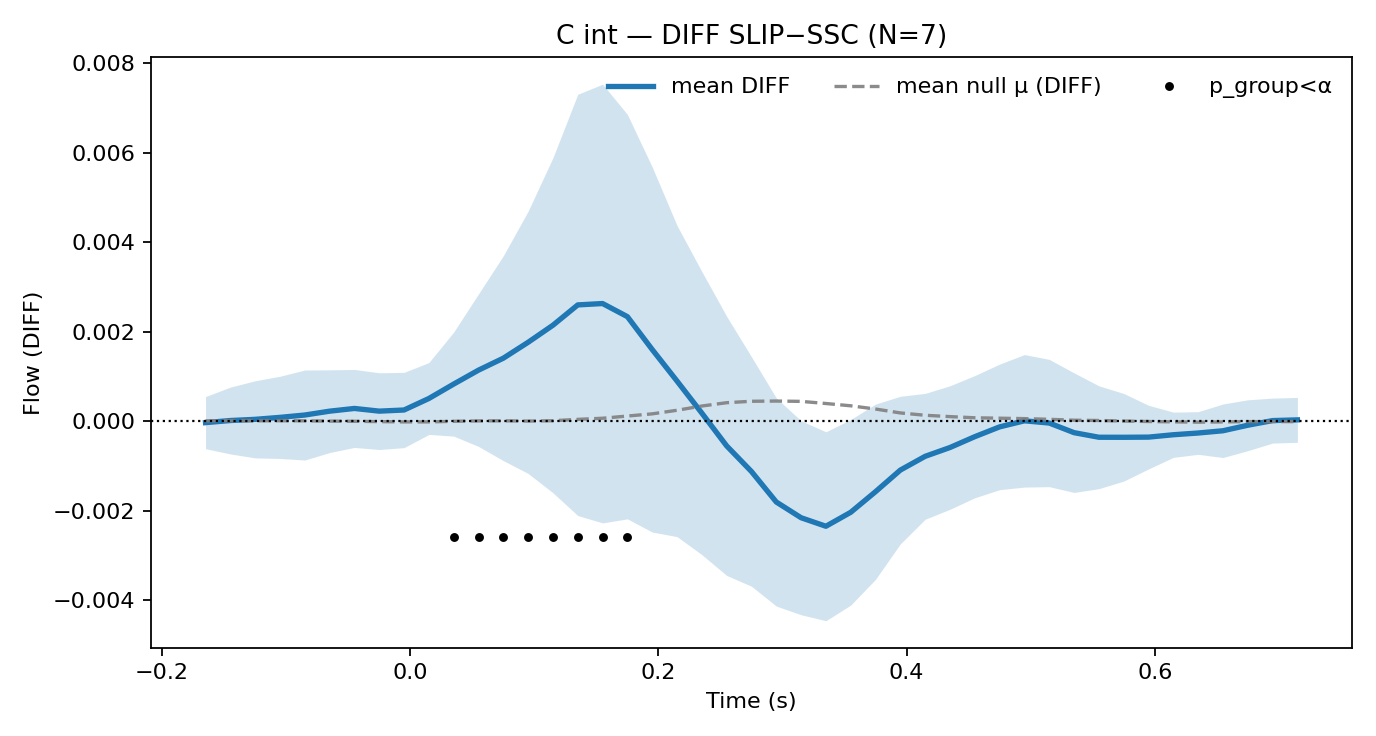 C int — DIFF SLIP−SSC (N=7)
mean DIFF
mean null μ (DIFF)
p_group<α
0.008
0.006
0.004
0.002
0.000
−0.002
−0.004
Flow (DIFF)
−0.2
0.0
0.2
0.4
0.6
Time (s)